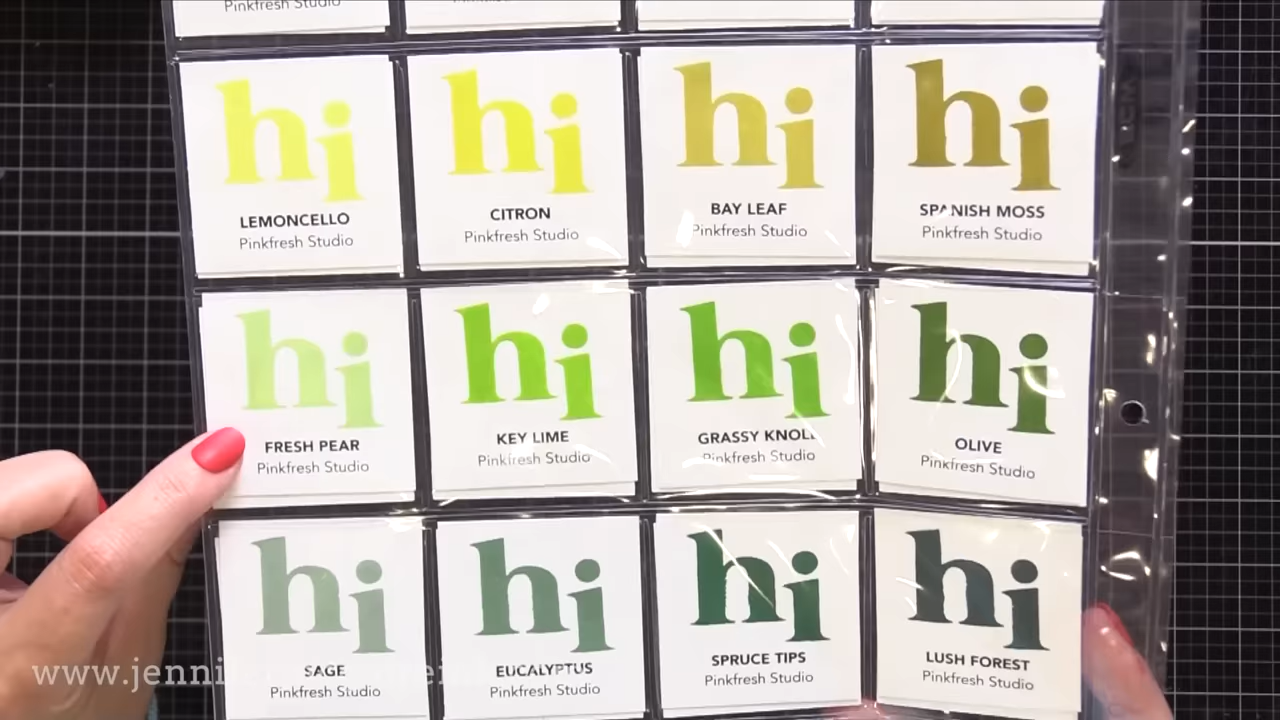 Pinkfresh Studio
hi
LEMONCELLO
Pinkfresh Studio
hi
CITRON
Pinkfresh Studio
hi
BAY LEAF
Pinkfresh Studio
hi
SPANISH MOSS
Pinkfresh Studio
hi
FRESH PEAR
Pinkfresh Studio
hi
KEY LIME
Pinkfresh Studio
hi
GRASSY KNOLL
Pinkfresh Studio
hi
OLIVE
Pinkfresh Studio
hi
SAGE
Pinkfresh Studio
hi
EUCALYPTUS
Pinkfresh Studio
hi
SPRUCE TIPS
Pinkfresh Studio
hi
LUSH FOREST
Pinkfresh Studio